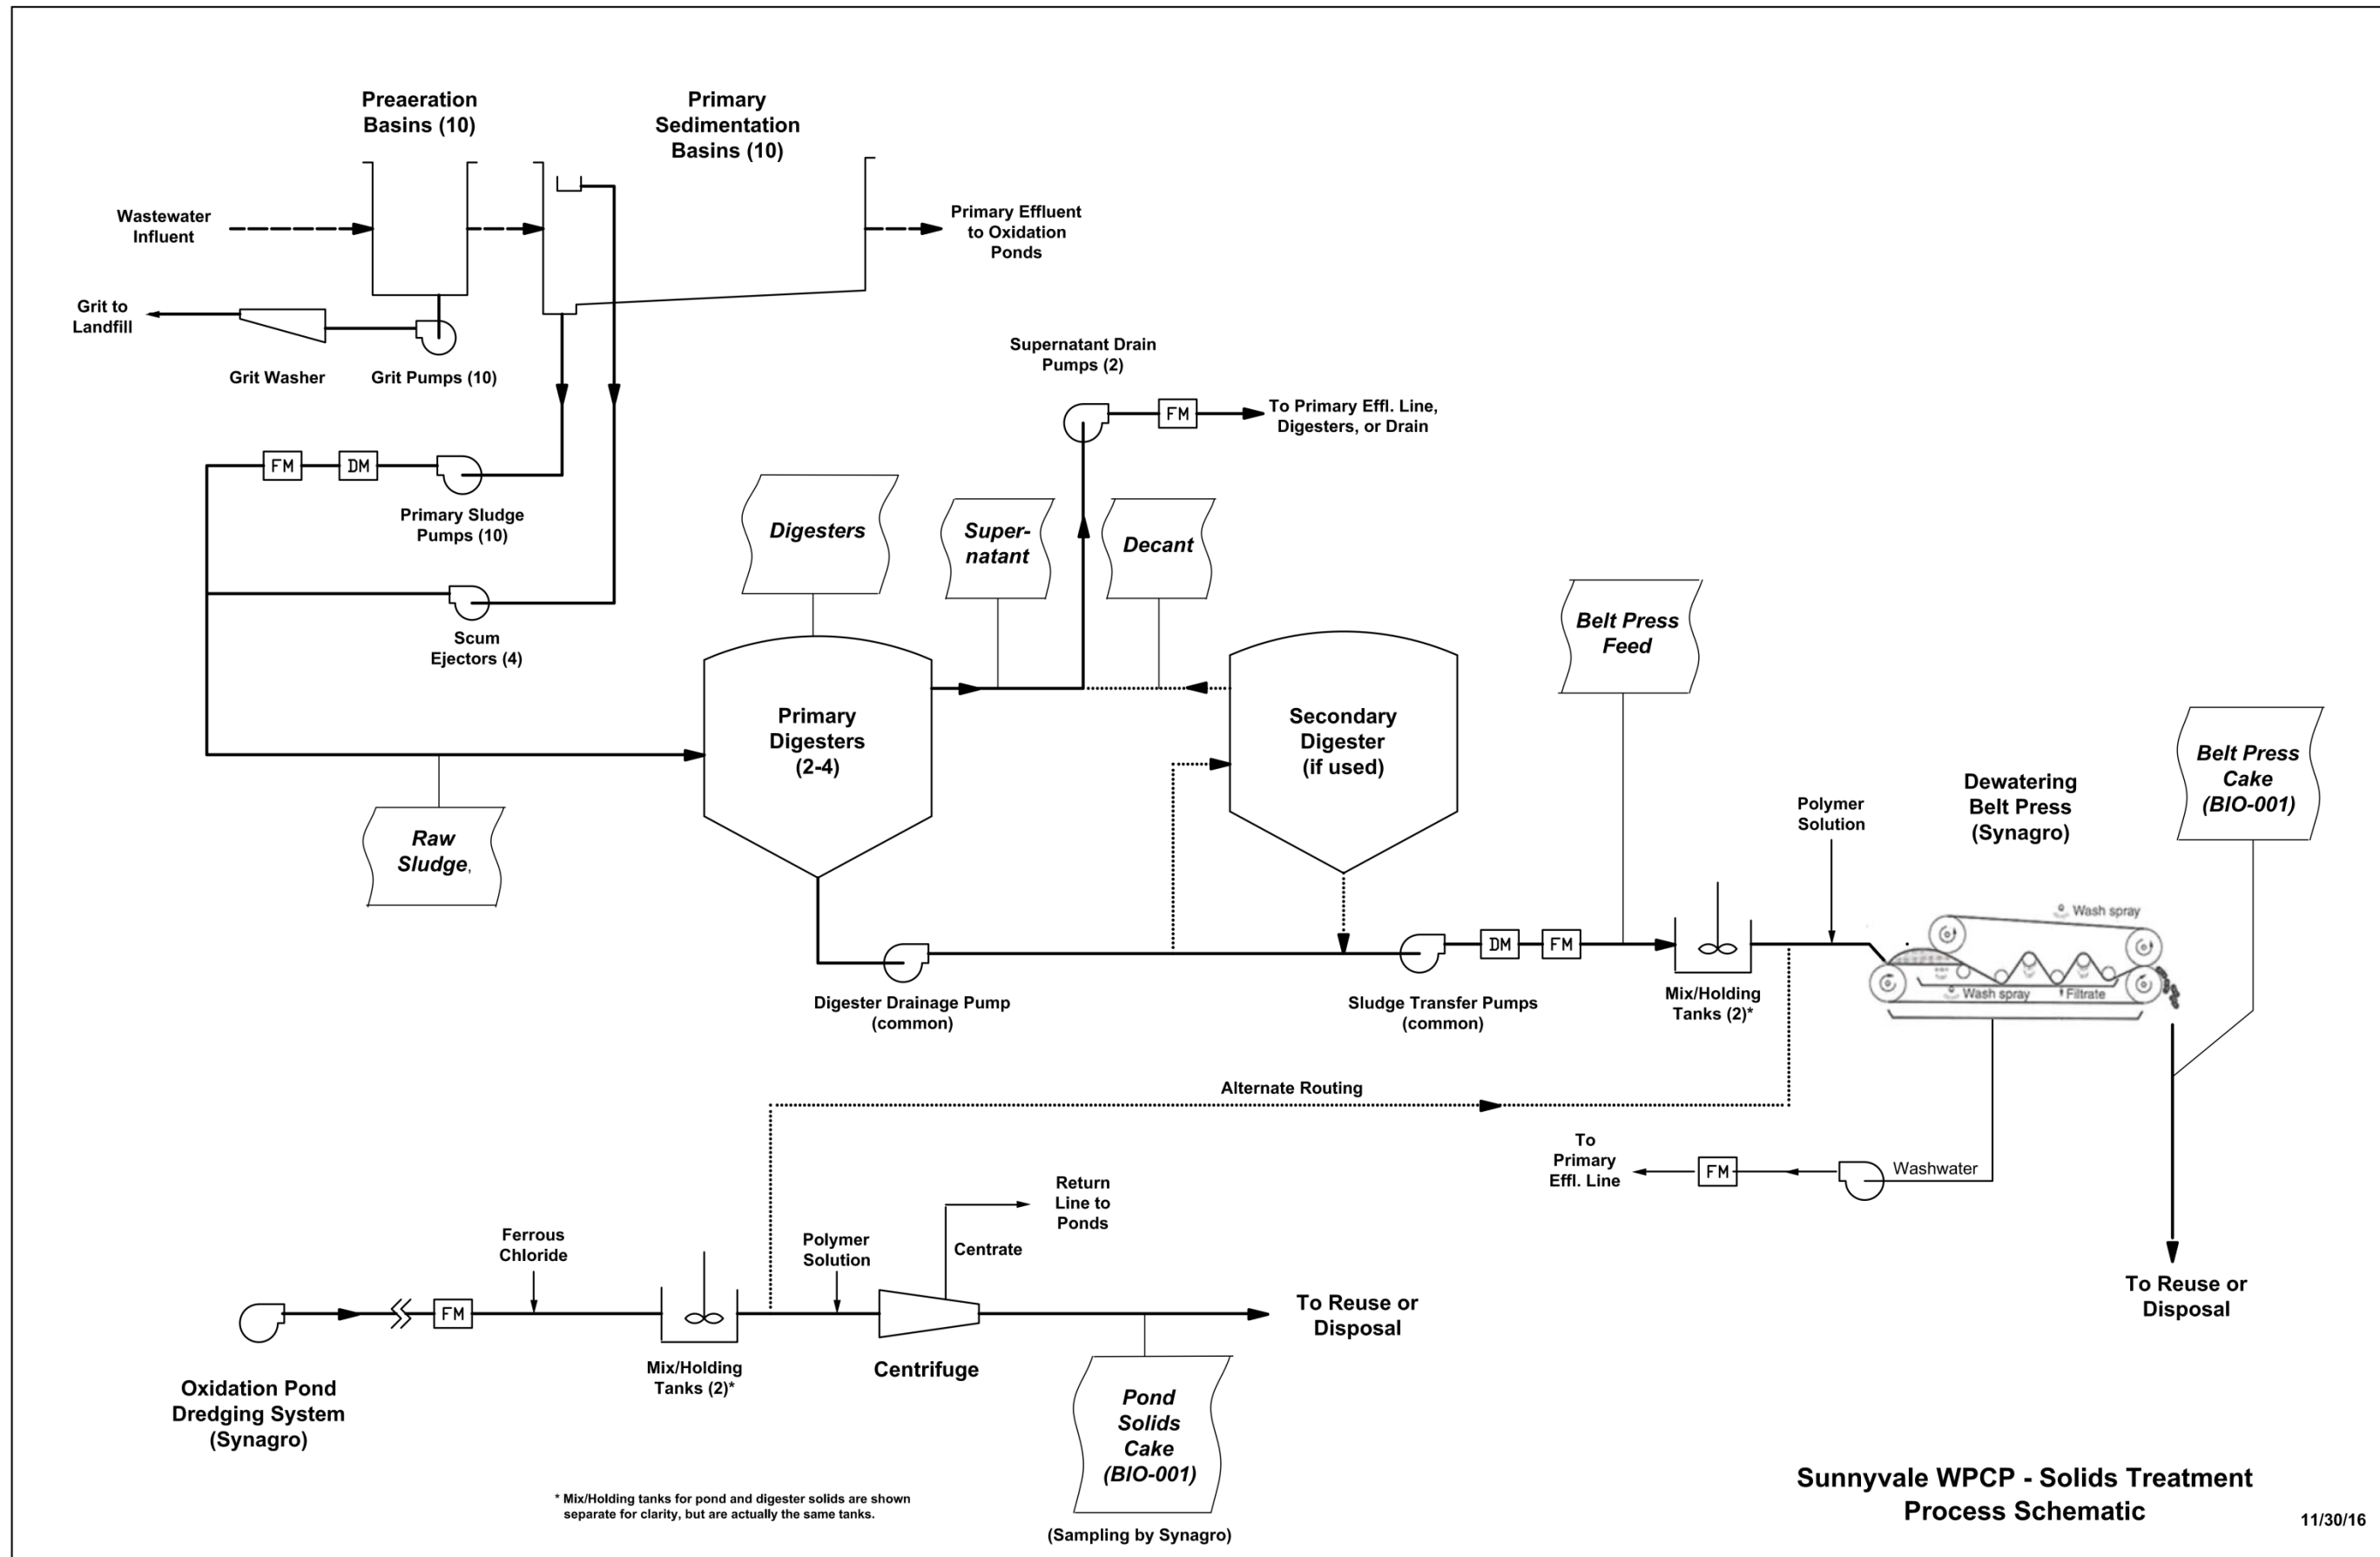 Preaeration
Basins (10)
Primary
Sedimentation
Basins (10)
Wastewater
Influent
Primary Effluent
to Oxidation
Ponds
Grit to
Landfill
Grit Washer
Grit Pumps (10)
Supernatant Drain
Pumps (2)
FM
To Primary Effl. Line,
Digesters, or Drain
FM
DM
Primary Sludge
Pumps (10)
Digesters
Super-
natant
Decant
Scum
Ejectors (4)
Belt Press
Feed
Primary
Digesters
(2-4)
Secondary
Digester
(if used)
Belt Press
Cake
(BIO-001)
Dewatering
Belt Press
(Synagro)
Polymer
Solution
Raw
Sludge,
Wash spray
DM
FM
Wash spray
Filtrate
Digester Drainage Pump
(common)
Sludge Transfer Pumps
(common)
Mix/Holding
Tanks (2)*
Alternate Routing
To
Primary
Effl. Line
FM
Washwater
Return
Line to
Ponds
Ferrous
Chloride
Polymer
Solution
Centrate
FM
To Reuse or
Disposal
To Reuse or
Disposal
Mix/Holding
Tanks (2)*
Centrifuge
Oxidation Pond
Dredging System
(Synagro)
Pond
Solids
Cake
(BIO-001)
* Mix/Holding tanks for pond and digester solids are shown
separate for clarity, but are actually the same tanks.
(Sampling by Synagro)
Sunnyvale WPCP - Solids Treatment
Process Schematic
11/30/16